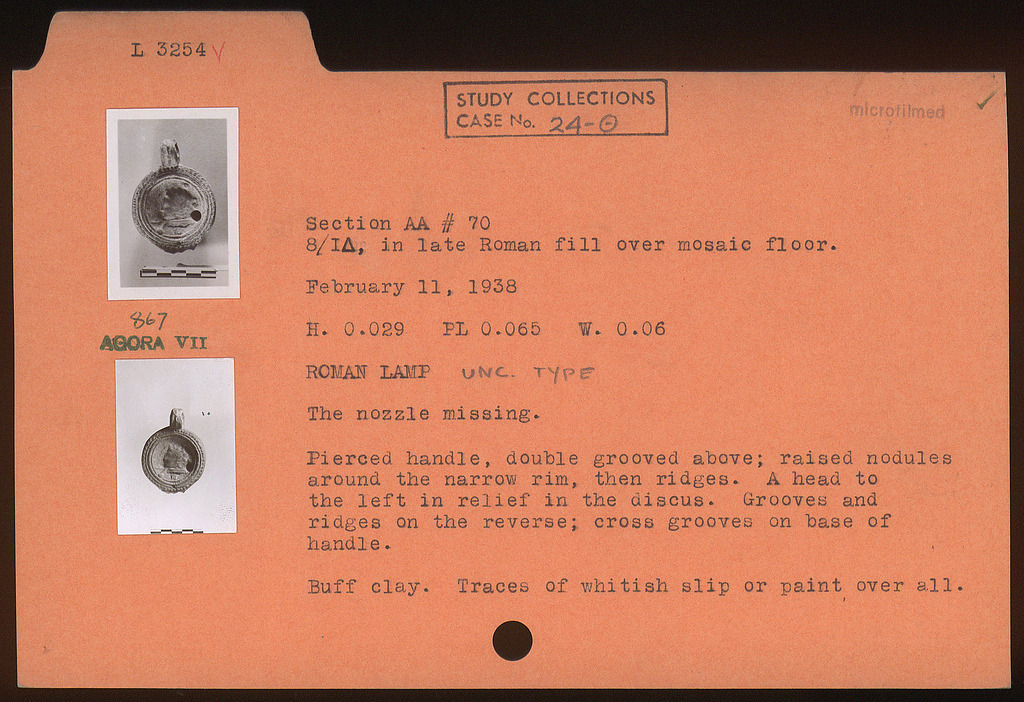 L 3254 ✓
STUDY COLLECTIONS
CASE No. 24-Θ
microfilmed ✓
Section AA # 70
8/ΙΔ, in late Roman fill over mosaic floor.
February 11, 1938
H. 0.029 PL 0.065 W. 0.06
867
AGORA VII
ROMAN LAMP UNC. TYPE
The nozzle missing.
Pierced handle, double grooved above; raised nodules
around the narrow rim, then ridges. A head to
the left in relief in the discus. Grooves and
ridges on the reverse; cross grooves on base of
handle.
Buff clay. Traces of whitish slip or paint over all.